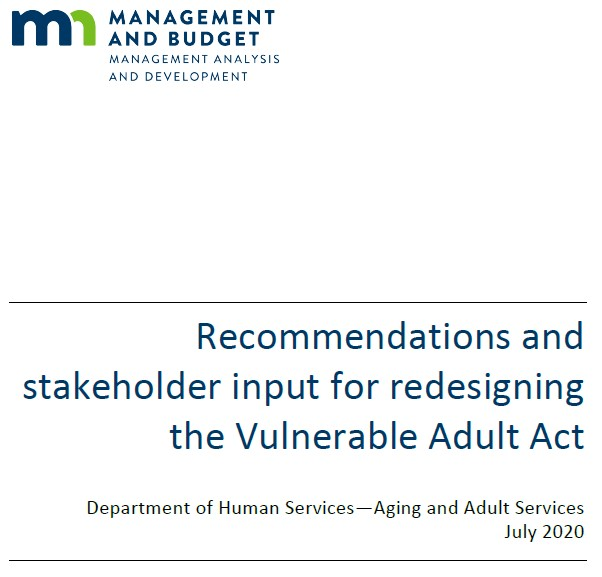 mn MANAGEMENT
AND BUDGET
MANAGEMENT ANALYSIS
AND DEVELOPMENT
Recommendations and
stakeholder input for redesigning
the Vulnerable Adult Act
Department of Human Services—Aging and Adult Services
July 2020